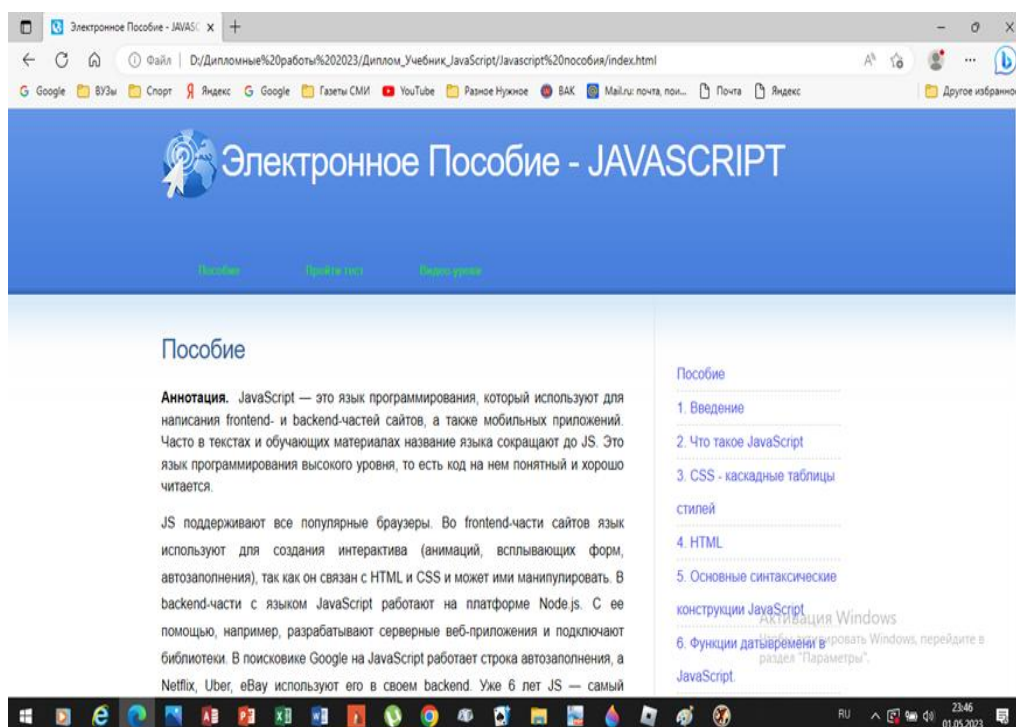 Электронное Пособие - JAVASC
Файл | D:/Дипломные%20работы%202023/Диплом_Учебник_JavaScript/Javascript%20пособия/index.html
Google ВУЗы Спорт Яндекс Google Газеты СМИ YouTube Разное Нужное ВАК Mail.ru: почта, пои... Почта Яндекс Другое избранно
Электронное Пособие - JAVASCRIPT
Пособие Пройти тест Видео уроки
Пособие
Аннотация. JavaScript — это язык программирования, который используют для
написания frontend- и backend-частей сайтов, а также мобильных приложений.
Часто в текстах и обучающих материалах название языка сокращают до JS. Это
язык программирования высокого уровня, то есть код на нем понятный и хорошо
читается.
JS поддерживают все популярные браузеры. Во frontend-части сайтов язык
используют для создания интерактива (анимаций, всплывающих форм,
автозаполнения), так как он связан с HTML и CSS и может ими манипулировать. В
backend-части с языком JavaScript работают на платформе Node.js. С ее
помощью, например, разрабатывают серверные веб-приложения и подключают
библиотеки. В поисковике Google на JavaScript работает строка автозаполнения, а
Netflix, Uber, eBay используют его в своем backend. Уже 6 лет JS — самый
Пособие
1. Введение
2. Что такое JavaScript
3. CSS - каскадные таблицы
стилей
4. HTML
5. Основные синтаксические
конструкции JavaScript
6. Функции датывремени в
JavaScript.
Активация Windows
Windows, перейдите в
раздел "Параметры".
RU
23:46
01.05.2023